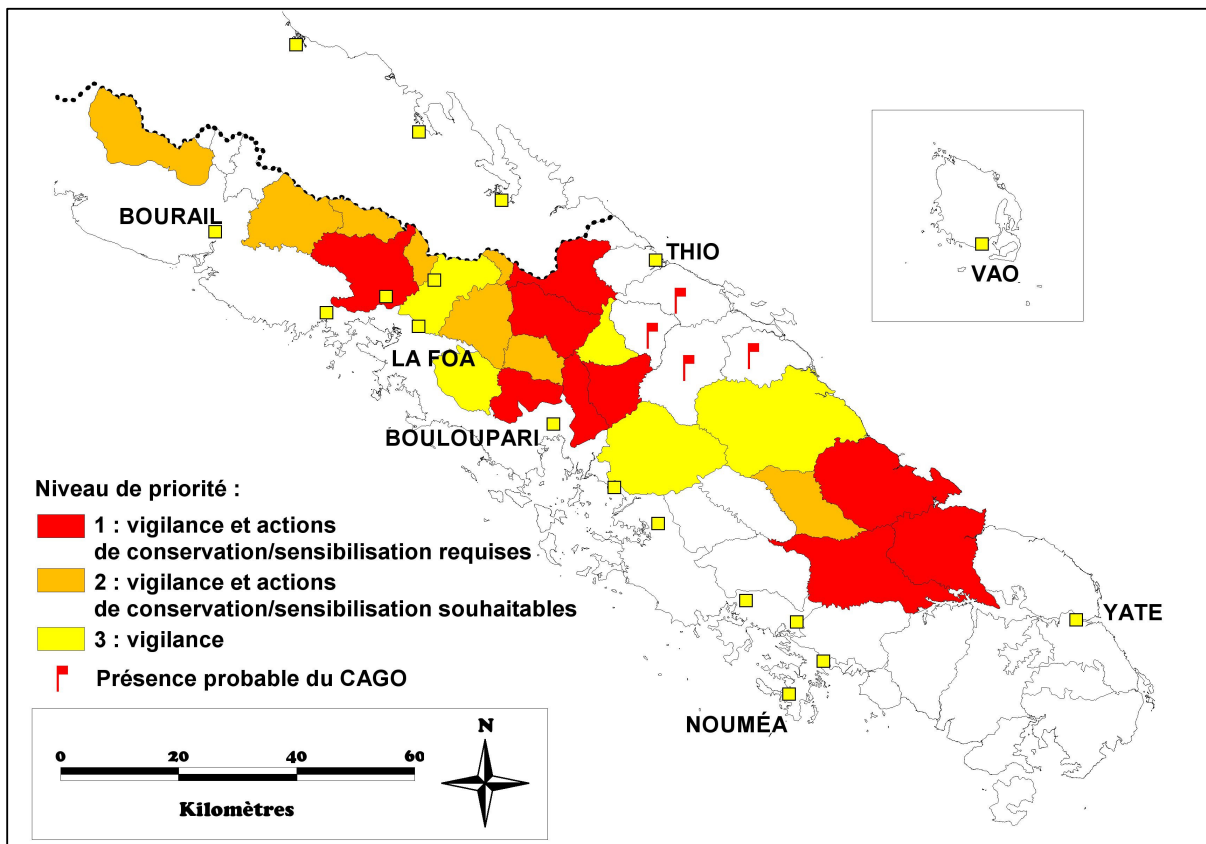 BOURAIL
THIO
VAO
LA FOA
BOULOUPARI
Niveau de priorité :
1 : vigilance et actions
de conservation/sensibilisation requises
2 : vigilance et actions
de conservation/sensibilisation souhaitables
3 : vigilance
Présence probable du CAGO
YATE
NOUMÉA
N
0 20 40 60
Kilomètres